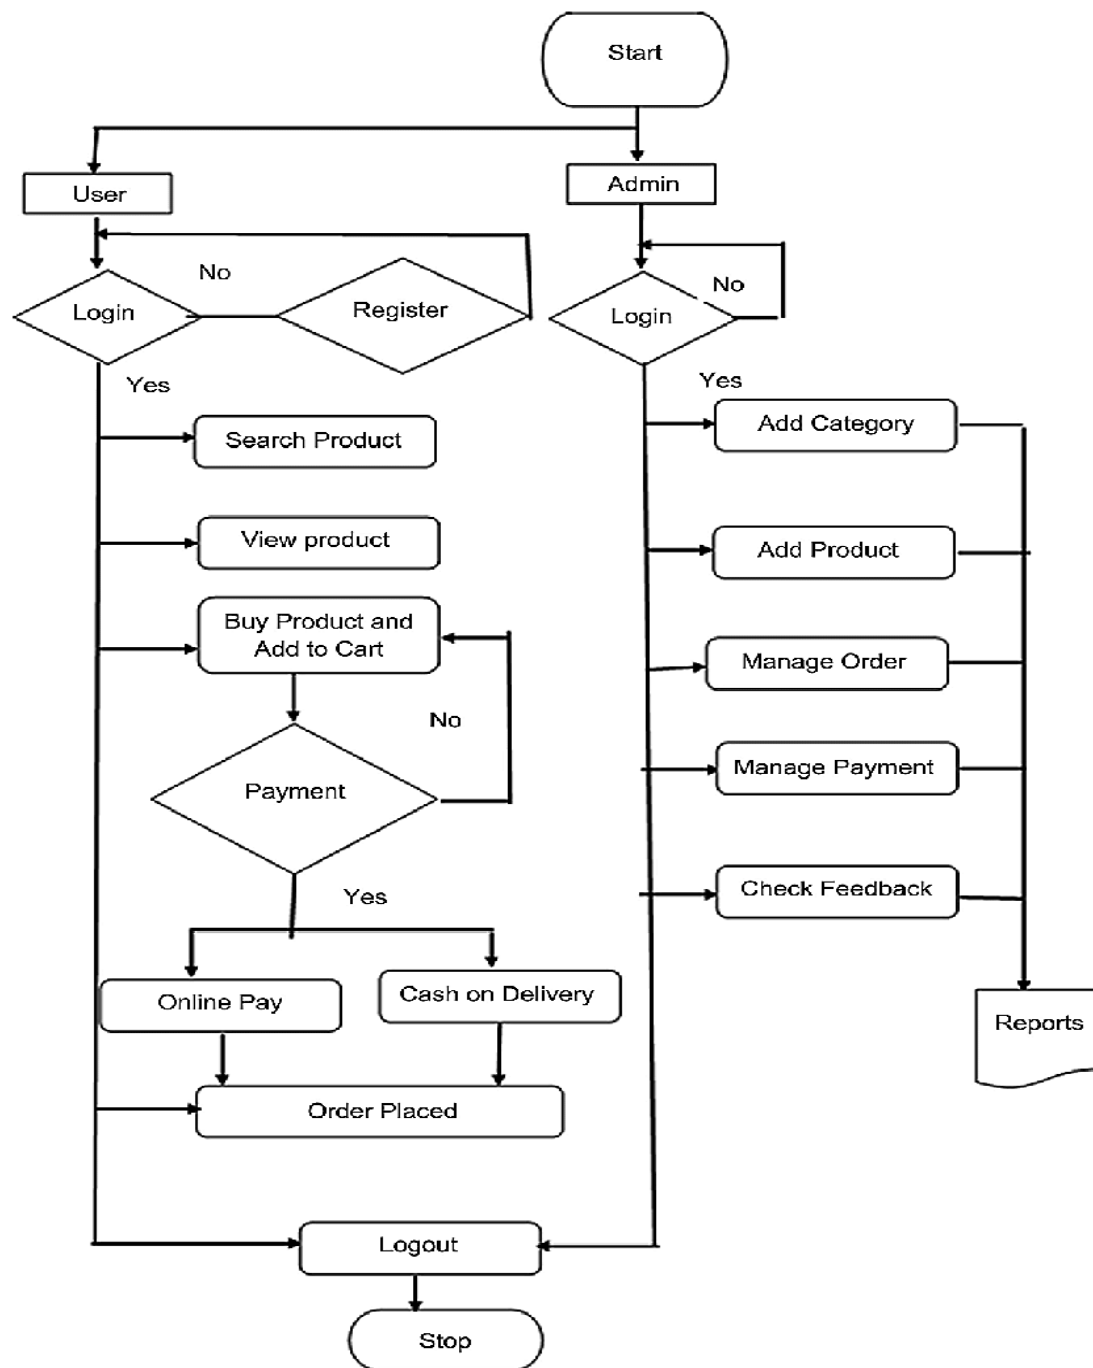 Start
User
Admin
No
Login
Register
No
Login
Yes
Yes
Search Product
Add Category
View product
Add Product
Buy Product and
Add to Cart
Manage Order
No
Payment
Manage Payment
Yes
Check Feedback
Online Pay
Cash on Delivery
Reports
Order Placed
Logout
Stop